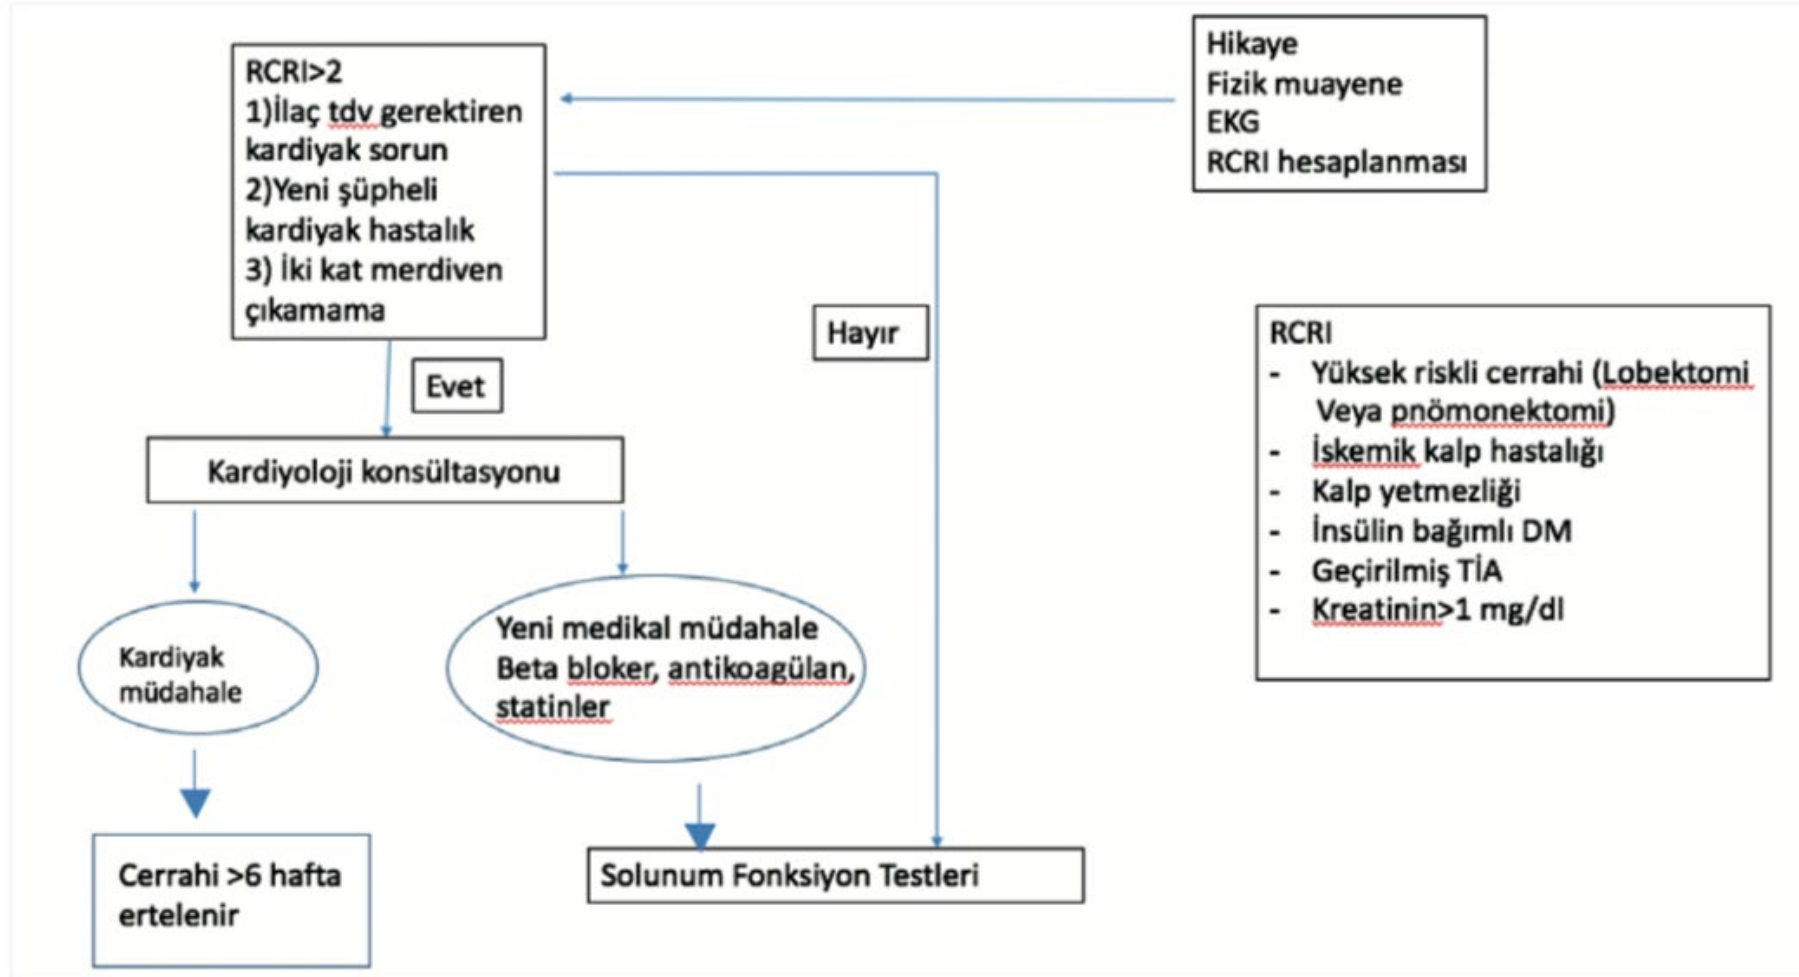 Hikaye
Fizik muayene
EKG
RCRI hesaplanması
RCRI>2
1)İlaç tdv gerektiren
kardiyak sorun
2)Yeni şüpheli
kardiyak hastalık
3) İki kat merdiven
çıkamama
Evet
Hayır
Kardiyoloji konsültasyonu
Kardiyak
müdahale
Yeni medikal müdahale
Beta bloker, antikoagülan,
statinler
Cerrahi >6 hafta
ertelenir
Solunum Fonksiyon Testleri
RCRI
- Yüksek riskli cerrahi (Lobektomi
Veya pnömonektomi)
- İskemik kalp hastalığı
- Kalp yetmezliği
- İnsülin bağımlı DM
- Geçirilmiş TİA
- Kreatinin>1 mg/dl